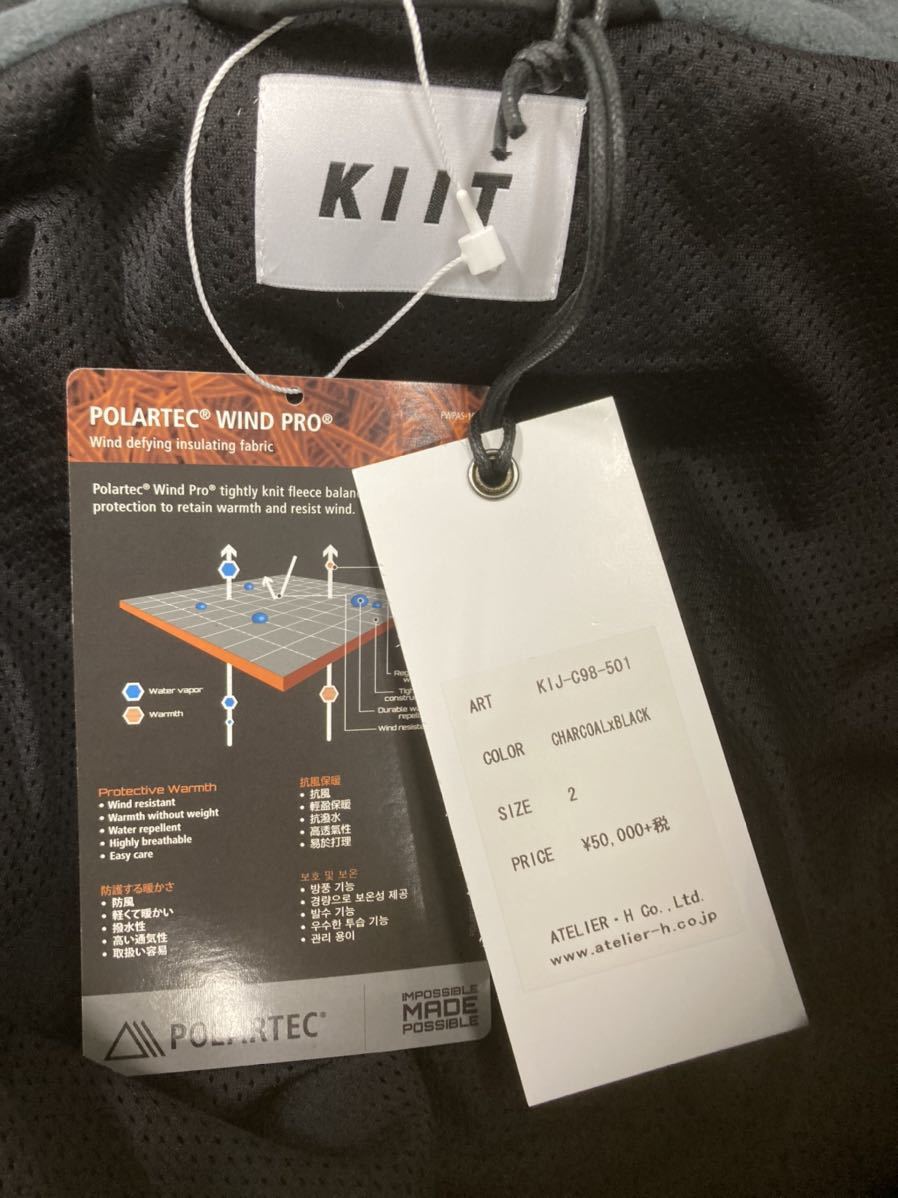 KIIT
POLARTEC® WIND PRO®
Wind defying insulating fabric
Polartec® Wind Pro® tightly knit fleece
protection to retain warmth and resist wind.
Water vapor
Warmth
Durable
Wind
Protective Warmth
• Wind resistant
• Warmth without weight
• Water repellent
• Highly breathable
• Easy care
抗風保暖
• 抗風
• 輕盈保暖
• 抗潑水
• 高透氣性
• 易於打理
防護する暖かさ
• 防風
• 軽くて暖かい
• 撥水性
• 高い通気性
• 取扱い容易
보호 및 보온
• 방풍 기능
• 경량으로 보온성 제공
• 발수 기능
• 우수한 투습 기능
• 관리 용이
POLARTEC®
IMPOSSIBLE
MADE
POSSIBLE
ART KIJ-C98-501
COLOR CHARCOALxBLACK
SIZE 2
PRICE ¥50,000+税
ATELIER・H Co.,Ltd.
www.atelier-h.co.jp